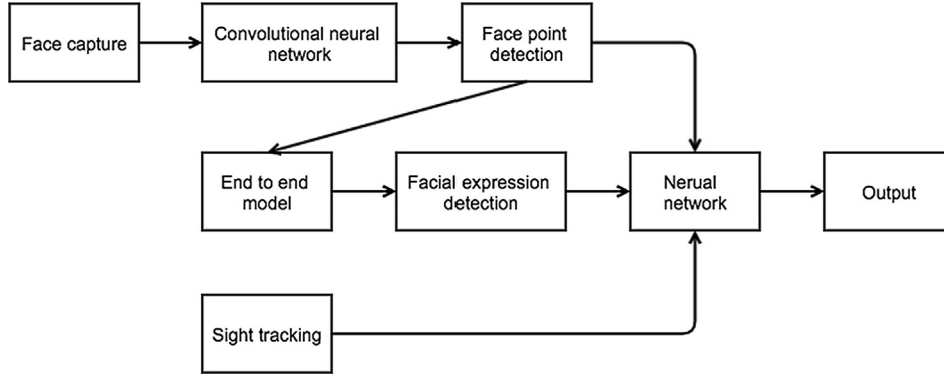 Face capture
Convolutional neural
network
Face point
detection
End to end
model
Facial expression
detection
Nerual
network
Output
Sight tracking